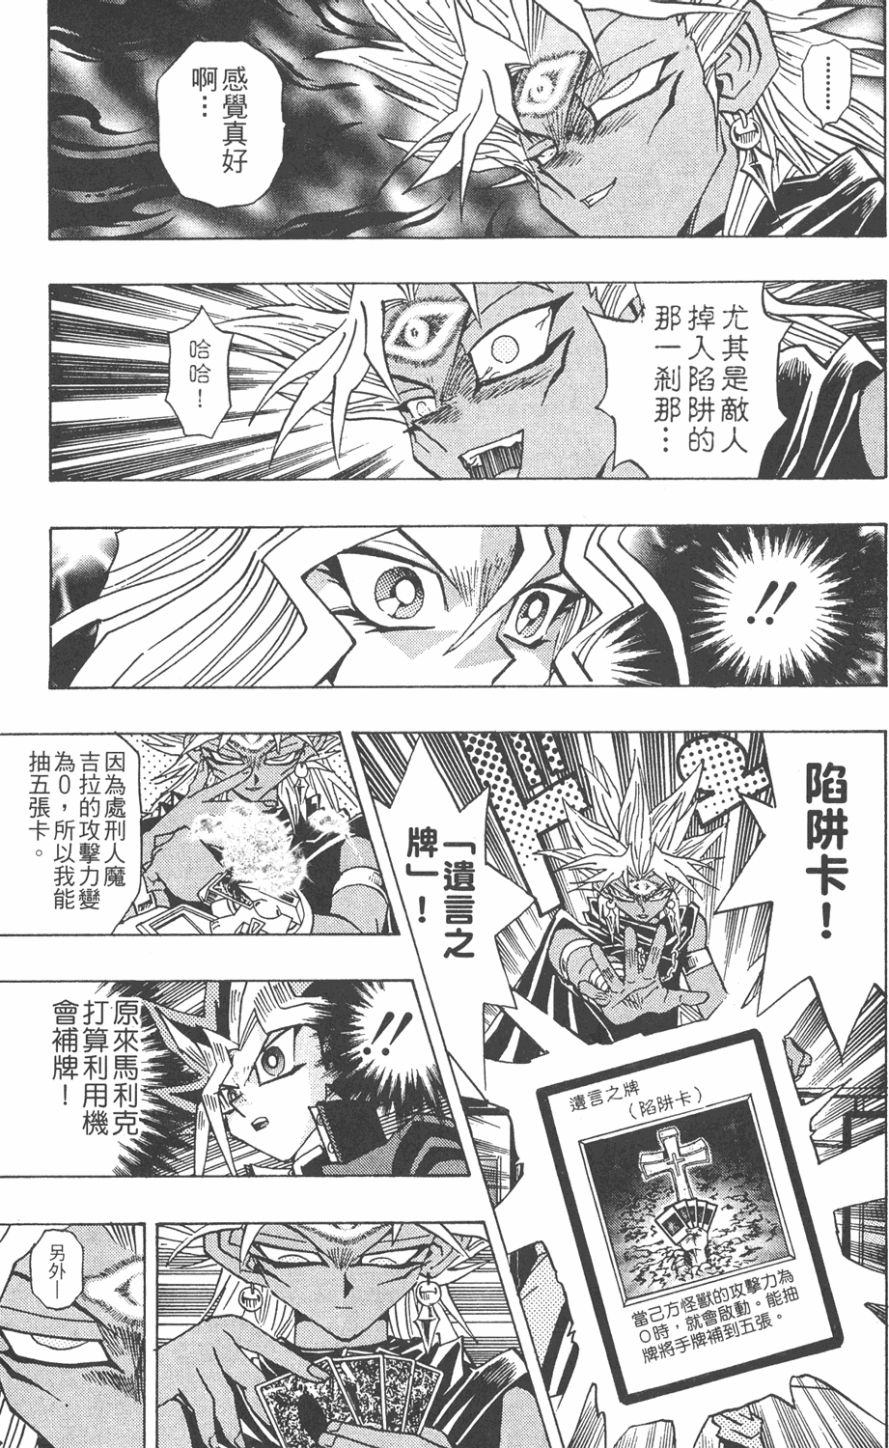 ………
感覺真好
啊…
尤其是敵人
掉入陷阱的
那一剎那…
哈哈！
!!
陷阱卡！
「遺言之
牌」！
遺言之牌
（陷阱卡）
當己方怪獸的攻擊力為
0時，就會啟動。能抽
牌將手牌補到五張。
因為處刑人魔
吉拉的攻擊力變
為0，所以我能
抽五張卡。
!!
原來馬利克
打算利用機
會補牌！
另外—